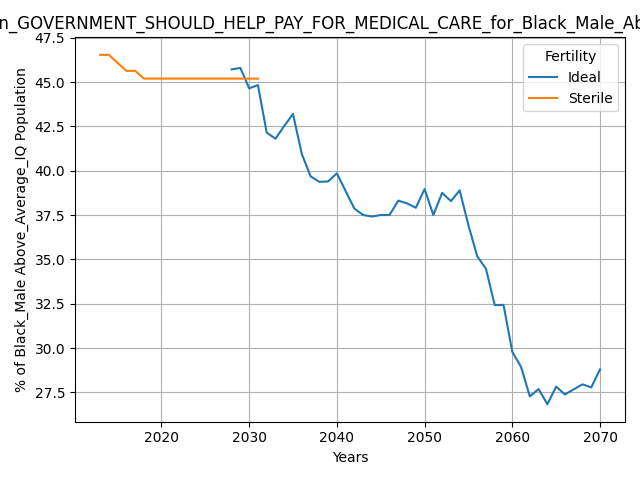 n_GOVERNMENT_SHOULD_HELP_PAY_FOR_MEDICAL_CARE_for_Black_Male_Ab
47.5
45.0
42.5
40.0
37.5
35.0
32.5
30.0
27.5
% of Black_Male Above_Average_IQ Population
Fertility
Ideal
Sterile
2020
2030
2040
2050
2060
2070
Years